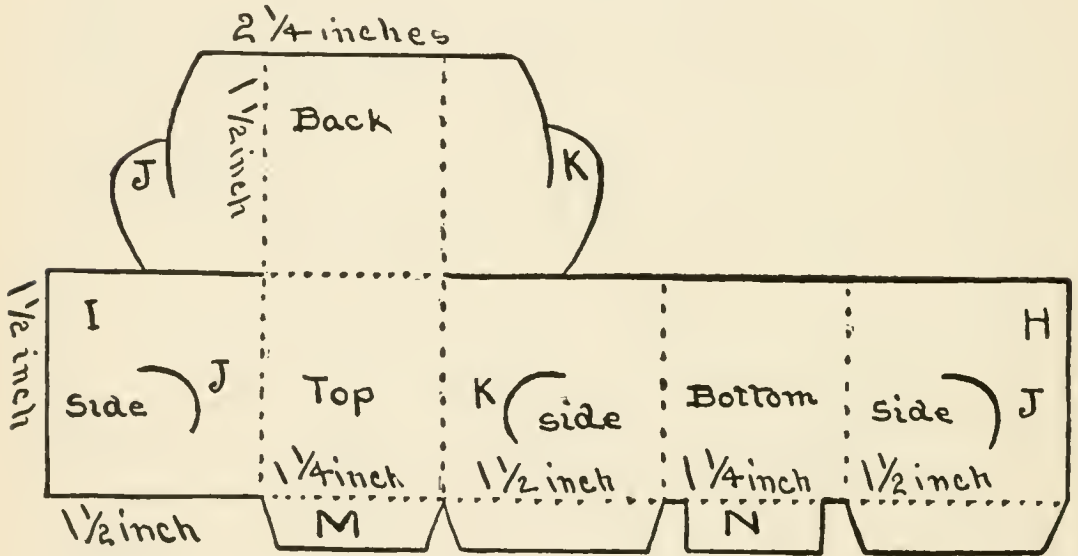 2 1/4 inches
1 1/2 inch
Back
J
K
1 1/2 inch
I
H
Side
J
Top
K
side
Bottom
side
J
1 1/4 inch
1 1/2 inch
1 1/4 inch
1 1/2 inch
1 1/2 inch
M
N